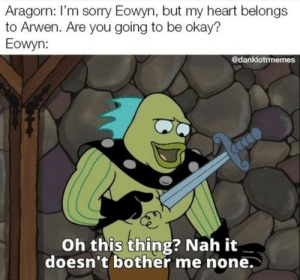 Aragorn: I'm sorry Eowyn, but my heart belongs
to Arwen. Are you going to be okay?
Eowyn:
@danklotrmemes
Oh this thing? Nah it
doesn't bother me none.